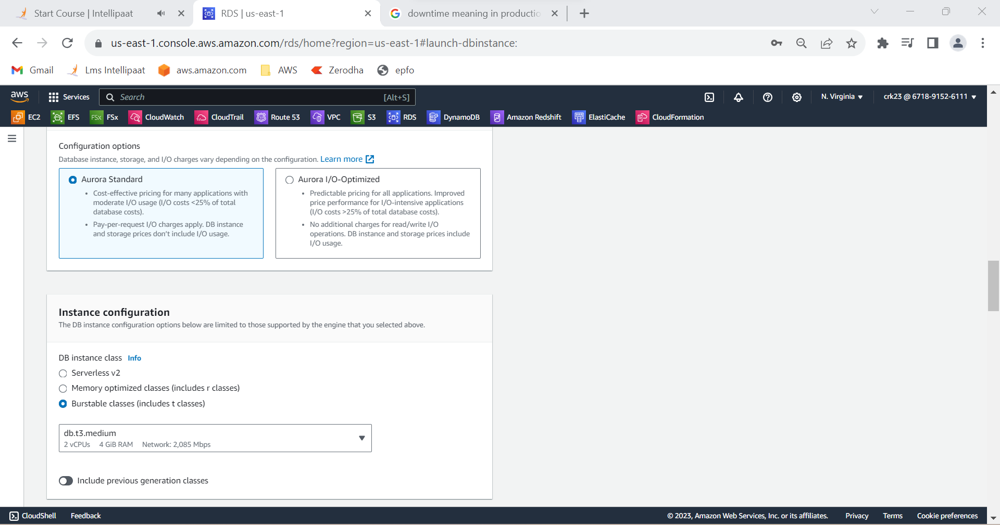 Start Course | Intellipaat
RDS | us-east-1
downtime meaning in productio
us-east-1.console.aws.amazon.com/rds/home?region=us-east-1#launch-dbinstance:
Gmail
Lms Intellipaat
aws.amazon.com
AWS
Zerodha
epfo
aws
Services
Search
[Alt+S]
N. Virginia
crk23 @ 6718-9152-6111
EC2
EFS
FSx
FSx
CloudWatch
CloudTrail
Route 53
VPC
S3
RDS
DynamoDB
Amazon Redshift
ElastiCache
CloudFormation
Configuration options
Database instance, storage, and I/O charges vary depending on the configuration. Learn more
Aurora Standard
• Cost-effective pricing for many applications with
moderate I/O usage (I/O costs <25% of total
database costs).
• Pay-per-request I/O charges apply. DB instance
and storage prices don't include I/O usage.
Aurora I/O-Optimized
• Predictable pricing for all applications. Improved
price performance for I/O-intensive applications
(I/O costs >25% of total database costs).
• No additional charges for read/write I/O
operations. DB instance and storage prices include
I/O usage.
Instance configuration
The DB instance configuration options below are limited to those supported by the engine that you selected above.
DB instance class Info
Serverless v2
Memory optimized classes (includes r classes)
Burstable classes (includes t classes)
db.t3.medium
2 vCPUs 4 GiB RAM Network: 2,085 Mbps
Include previous generation classes
CloudShell
Feedback
© 2023, Amazon Web Services, Inc. or its affiliates.
Privacy
Terms
Cookie preferences